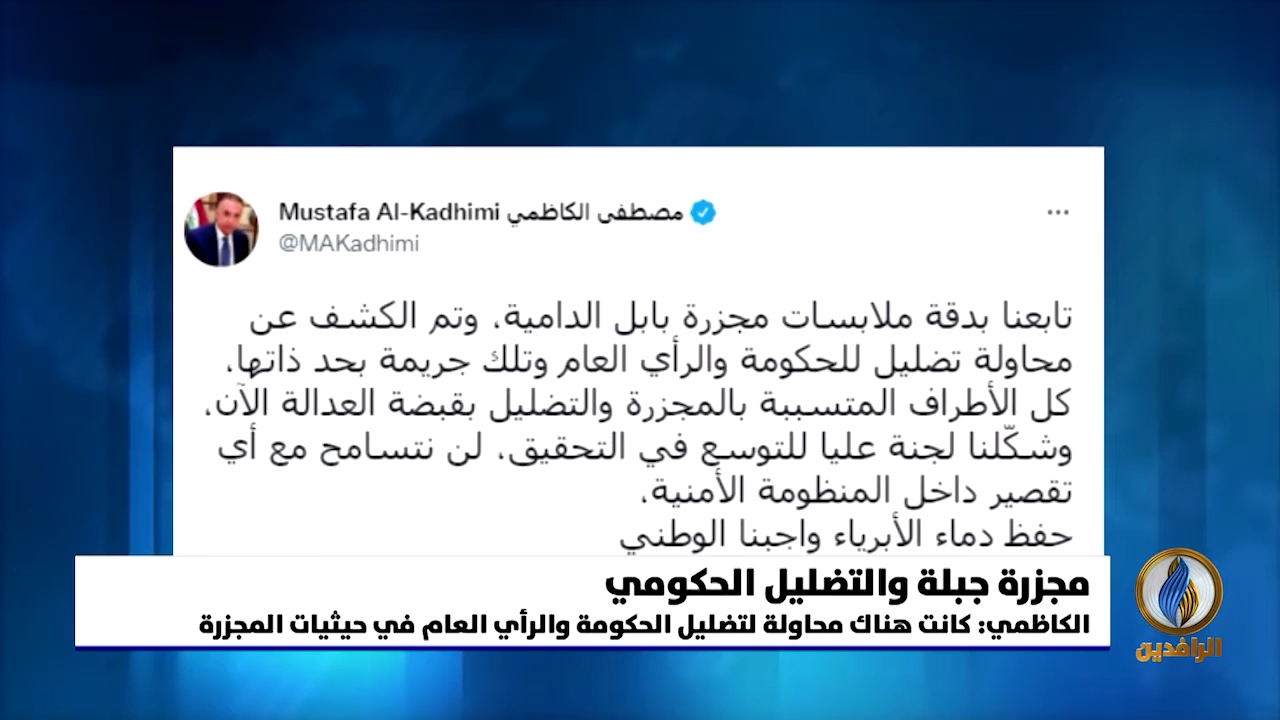 Mustafa Al-Kadhimi مصطفى الكاظمي
@MAKadhimi
تابعنا بدقة ملابسات مجزرة بابل الدامية، وتم الكشف عن
محاولة تضليل للحكومة والرأي العام وتلك جريمة بحد ذاتها،
كل الأطراف المتسببة بالمجزرة والتضليل بقبضة العدالة الآن،
وشكّلنا لجنة عليا للتوسع في التحقيق، لن نتسامح مع أي
تقصير داخل المنظومة الأمنية،
حفظ دماء الأبرياء واجبنا الوطني
مجزرة جبلة والتضليل الحكومي
الكاظمي: كانت هناك محاولة لتضليل الحكومة والرأي العام في حيثيات المجزرة
الرافدين